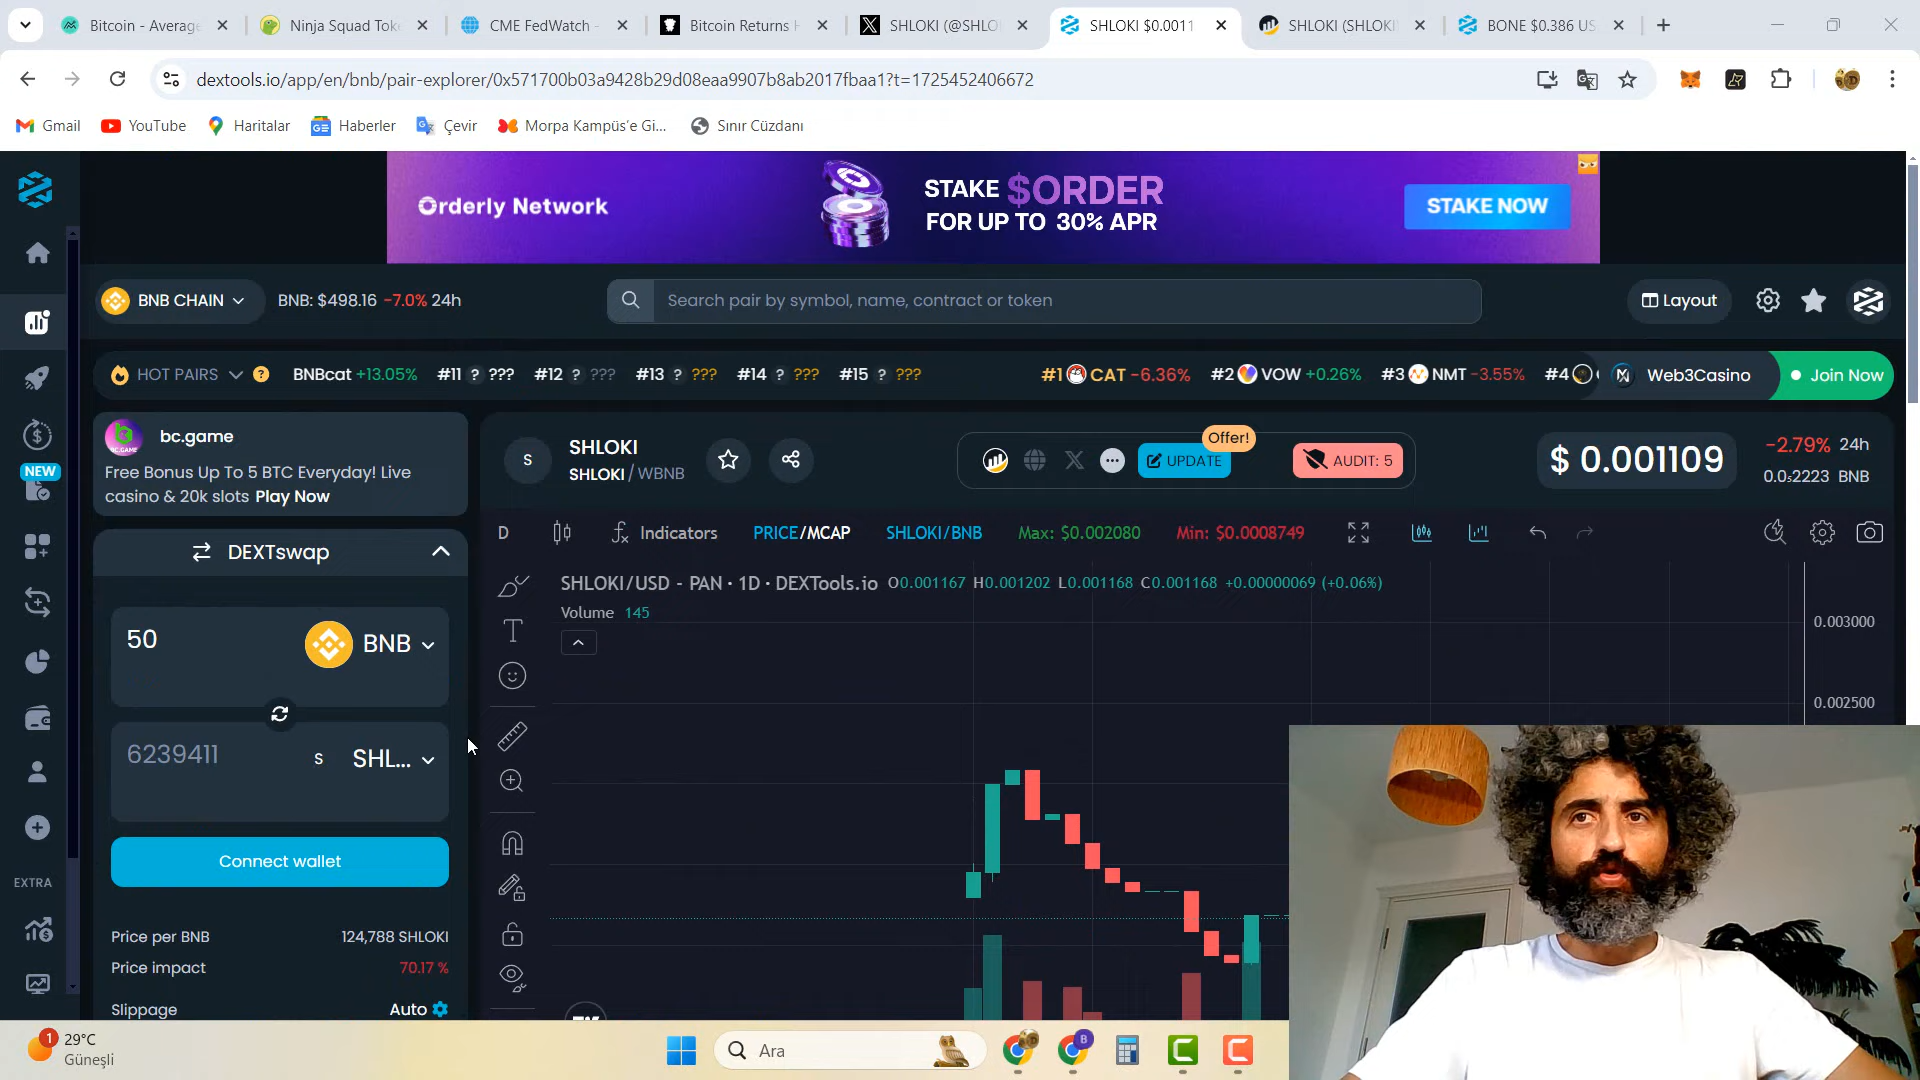 Bitcoin - Average
Ninja Squad Tok
CME FedWatch -
Bitcoin Returns H
SHLOKI (@SHLO
SHLOKI $0.0011
SHLOKI (SHLOKI
BONE $0.386 US
dextools.io/app/en/bnb/pair-explorer/0x571700b03a9428b29d08eaa9907b8ab2017fbaa1?t=1725452406672
Gmail
YouTube
Haritalar
Haberler
Çevir
Morpa Kampüs'e Gi...
Sınır Cüzdanı
Orderly Network
STAKE $ORDER
FOR UP TO 30% APR
STAKE NOW
BNB CHAIN
BNB: $498.16 -7.0% 24h
Search pair by symbol, name, contract or token
Layout
HOT PAIRS ?
BNBcat +13.05%
#11 ? ???
#12 ? ???
#13 ? ???
#14 ? ???
#15 ? ???
#1 CAT -6.36%
#2 VOW +0.26%
#3 NMT -3.55%
#4
Web3Casino
Join Now
NEW
bc.game
Free Bonus Up To 5 BTC Everyday! Live
casino & 20k slots Play Now
S
SHLOKI
SHLOKI / WBNB
Offer!
UPDATE
AUDIT: 5
$ 0.001109
-2.79% 24h
0.0₅2223 BNB
DEXTswap
50
BNB
6239411
S
SHL...
Connect wallet
Price per BNB
124,788 SHLOKI
Price impact
70.17 %
Slippage
Auto
EXTRA
D
Indicators
PRICE/MCAP
SHLOKI/BNB
Max: $0.002080
Min: $0.0008749
SHLOKI/USD - PAN · 1D · DEXTools.io
O0.001167 H0.001202 L0.001168 C0.001168 +0.00000069 (+0.06%)
Volume 145
0.003000
0.002500
1
29°C
Güneşli
Ara
B